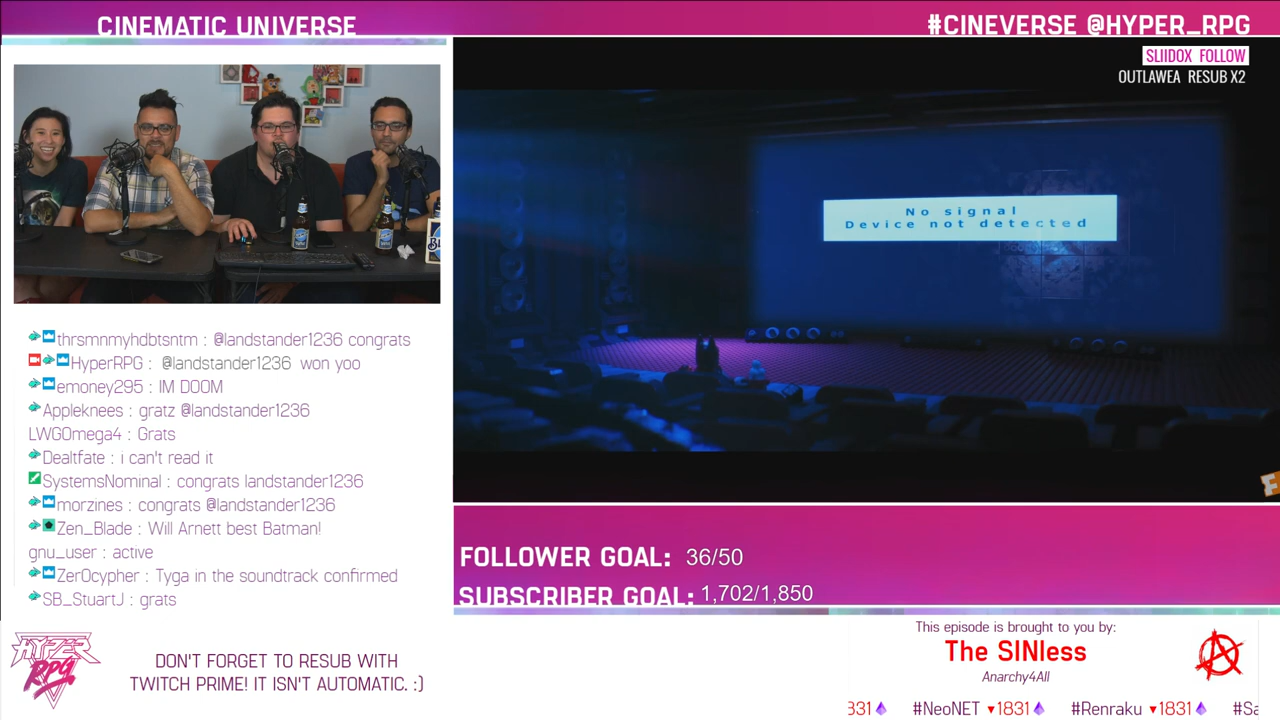 CINEMATIC UNIVERSE
#CINEVERSE @HYPER_RPG
SLIIDOX FOLLOW
OUTLAWEA RESUB X2
No signal
Device not detected
thrsmnmyhdbtsntm : @landstander1236 congrats
HyperRPG : @landstander1236 won yoo
emoney295 : IM DOOM
Appleknees : gratz @landstander1236
LWGOmega4 : Grats
Dealtfate : i can't read it
SystemsNominal : congrats landstander1236
morzines : congrats @landstander1236
Zen_Blade : Will Arnett best Batman!
gnu_user : active
Zer0cypher : Tyga in the soundtrack confirmed
SB_StuartJ : grats
FOLLOWER GOAL: 36/50
SUBSCRIBER GOAL: 1,702/1,850
HYPER
RPG
DON'T FORGET TO RESUB WITH
TWITCH PRIME! IT ISN'T AUTOMATIC. :)
This episode is brought to you by:
The SINless
Anarchy4All
831 #NeoNET ▼1831 #Renraku ▼1831 #Sa